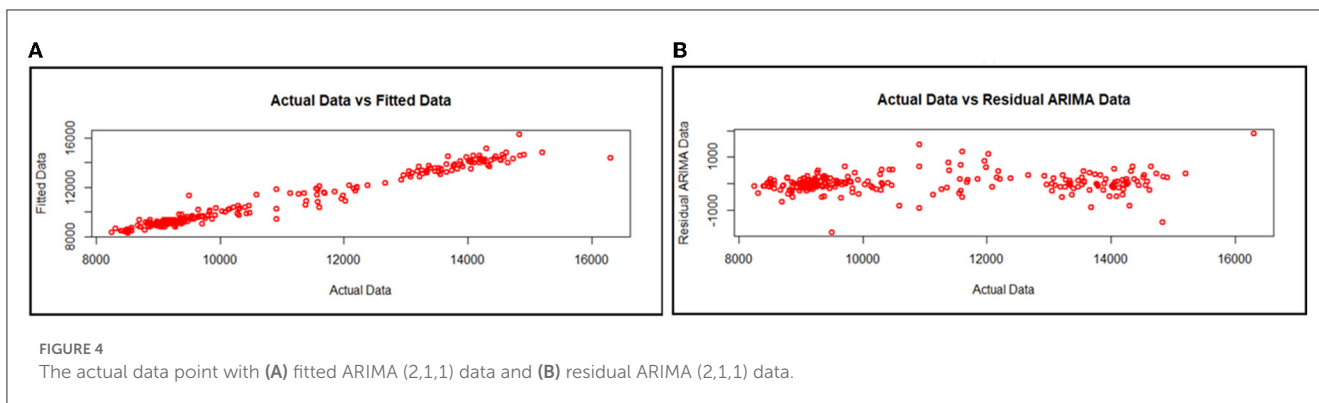 A
B
Actual Data vs Fitted Data
Fitted Data
16000
12000
8000
8000 10000 12000 14000 16000
Actual Data
Actual Data vs Residual ARIMA Data
Residual ARIMA Data
1000
-1000
8000 10000 12000 14000 16000
Actual Data
FIGURE 4
The actual data point with (A) fitted ARIMA (2,1,1) data and (B) residual ARIMA (2,1,1) data.